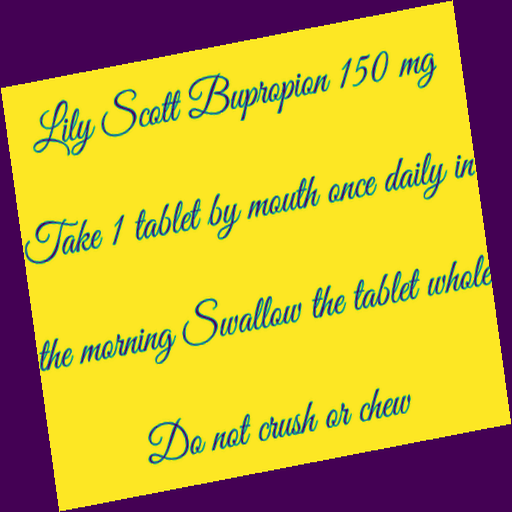 Lily Scott Bupropion 150 mg
Take 1 tablet by mouth once daily in
the morning Swallow the tablet whole
Do not crush or chew